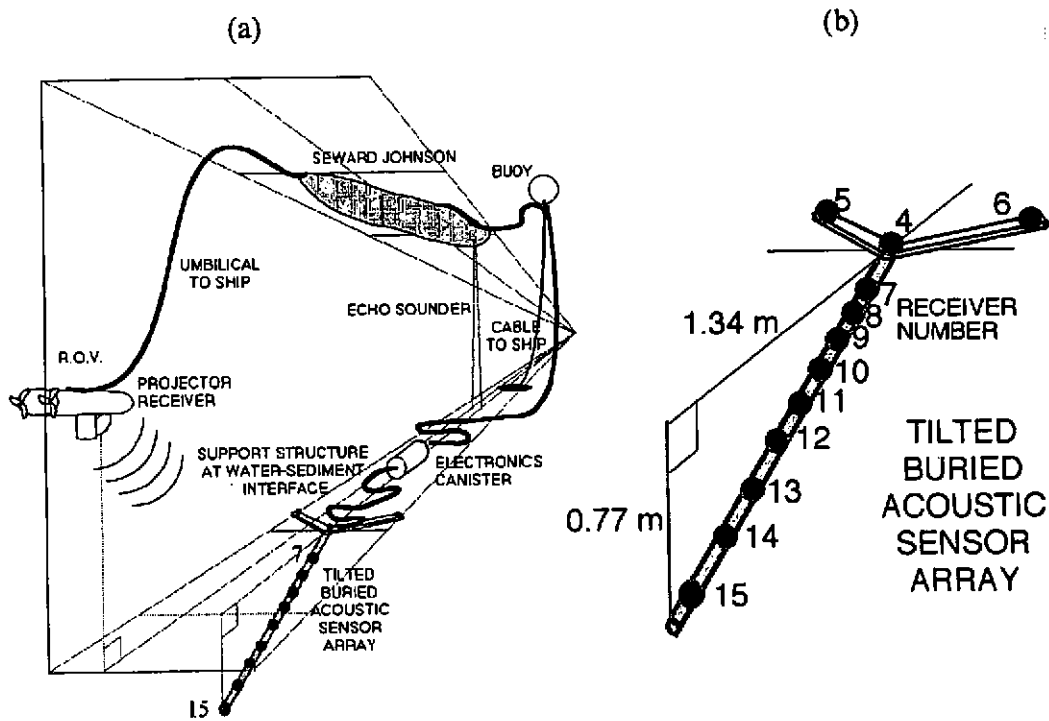 (a)
SEWARD JOHNSON
BUOY
UMBILICAL
TO SHIP
ECHO SOUNDER
CABLE
TO SHIP
R.O.V.
PROJECTOR
RECEIVER
SUPPORT STRUCTURE
AT WATER-SEDIMENT
INTERFACE
ELECTRONICS
CANISTER
7
TILTED
BURIED
ACOUSTIC
SENSOR
ARRAY
15
(b)
5
4
6
7
RECEIVER
NUMBER
8
9
10
11
12
13
14
15
1.34 m
0.77 m
TILTED
BURIED
ACOUSTIC
SENSOR
ARRAY